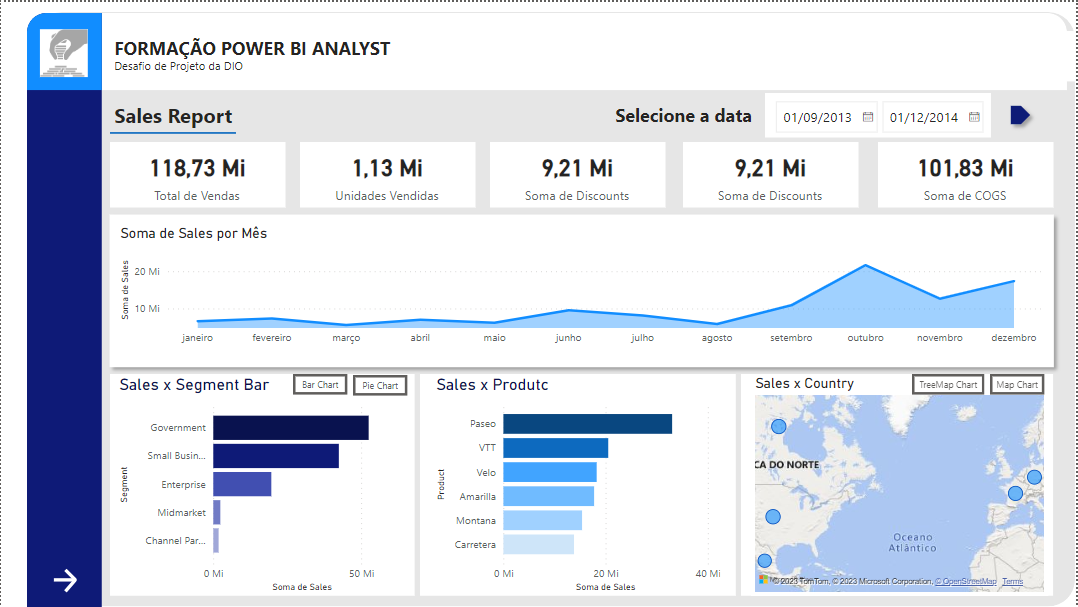 FORMAÇÃO POWER BI ANALYST
Desafio de Projeto da DIO
Sales Report
Selecione a data
01/09/2013
01/12/2014
118,73 Mi
Total de Vendas
1,13 Mi
Unidades Vendidas
9,21 Mi
Soma de Discounts
9,21 Mi
Soma de Discounts
101,83 Mi
Soma de COGS
Soma de Sales por Mês
Soma de Sales
20 Mi
10 Mi
janeiro fevereiro março abril maio junho julho agosto setembro outubro novembro dezembro
Sales x Segment Bar
Bar Chart
Pie Chart
Segment
Government
Small Busin...
Enterprise
Midmarket
Channel Par...
0 Mi 50 Mi
Soma de Sales
Sales x Produtc
Product
Paseo
VTT
Velo
Amarilla
Montana
Carretera
0 Mi 20 Mi 40 Mi
Soma de Sales
Sales x Country
TreeMap Chart
Map Chart
CA DO NORTE
Oceano
Atlântico
© 2023 TomTom, © 2023 Microsoft Corporation, © OpenStreetMap Terms